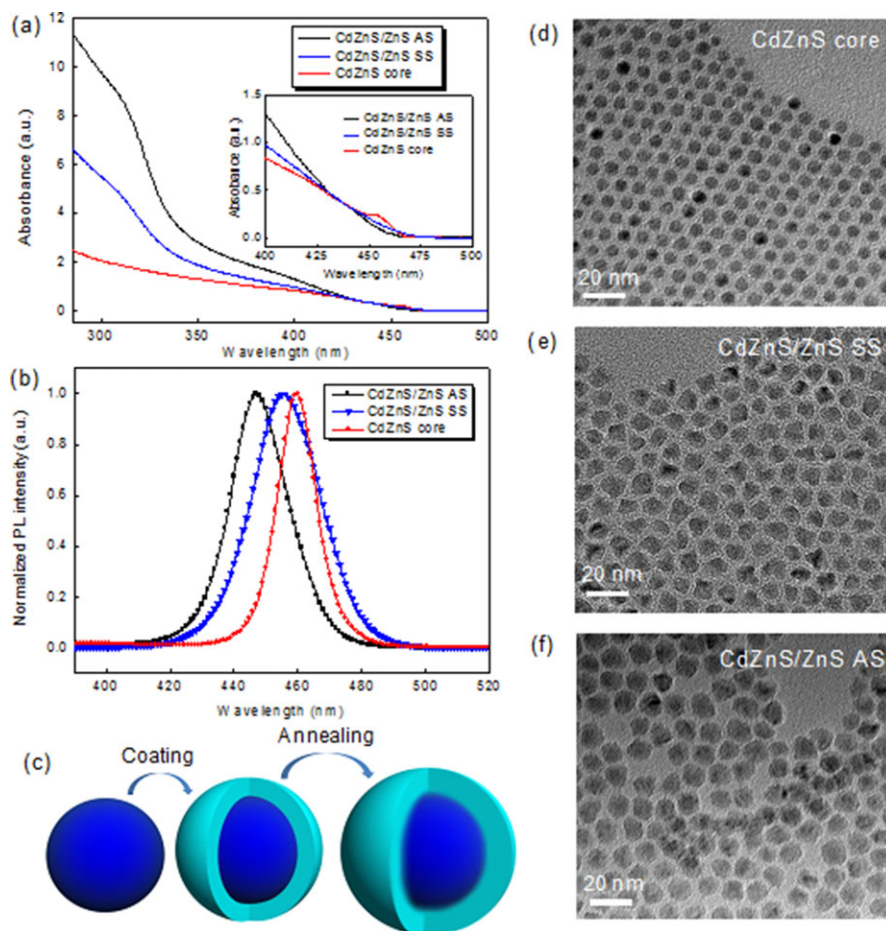 (a)
CdZnS/ZnS AS
CdZnS/ZnS SS
CdZnS core
Absorbance (a.u.)
12
10
8
6
4
2
0
300
350
400
450
500
Wavelength (nm)
CdZnS/ZnS AS
CdZnS/ZnS SS
CdZnS core
Absobance (a.u.)
1.5
1.0
0.5
0.0
400
425
450
475
500
Wavelength (nm)
(b)
CdZnS/ZnS AS
CdZnS/ZnS SS
CdZnS core
Normalized PL intensity (a.u.)
1.0
0.8
0.6
0.4
0.2
0.0
400
420
440
460
480
500
520
Wavelength (nm)
(c)
Coating
Annealing
(d)
CdZnS core
20 nm
(e)
CdZnS/ZnS SS
20 nm
(f)
CdZnS/ZnS AS
20 nm